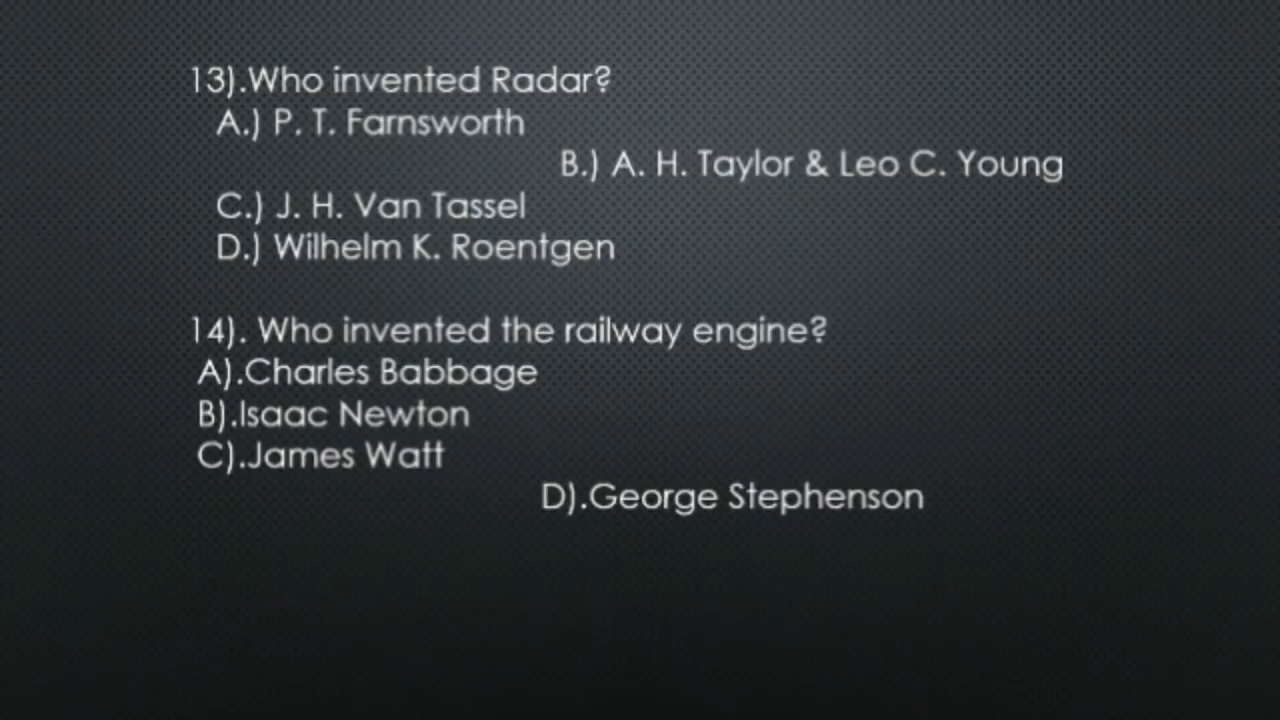 13).Who invented Radar?
A.) P. T. Farnsworth
B.) A. H. Taylor & Leo C. Young
C.) J. H. Van Tassel
D.) Wilhelm K. Roentgen
14). Who invented the railway engine?
A).Charles Babbage
B).Isaac Newton
C).James Watt
D).George Stephenson